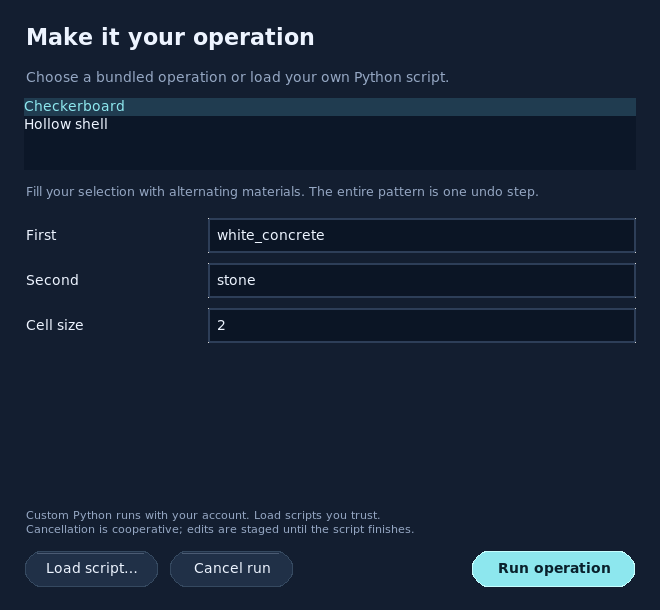 Make it your operation
Choose a bundled operation or load your own Python script.
Checkerboard
Hollow shell
Fill your selection with alternating materials. The entire pattern is one undo step.
First white_concrete
Second stone
Cell size 2
Custom Python runs with your account. Load scripts you trust.
Cancellation is cooperative; edits are staged until the script finishes.
Load script... Cancel run Run operation